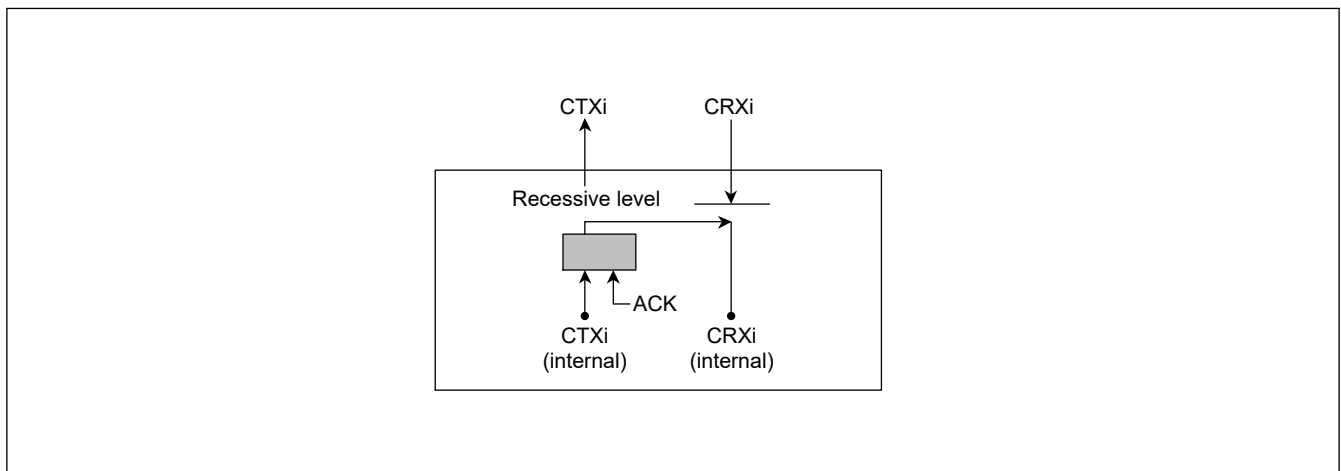 CTXi
CRXi
Recessive level
ACK
CTXi
(internal)
CRXi
(internal)